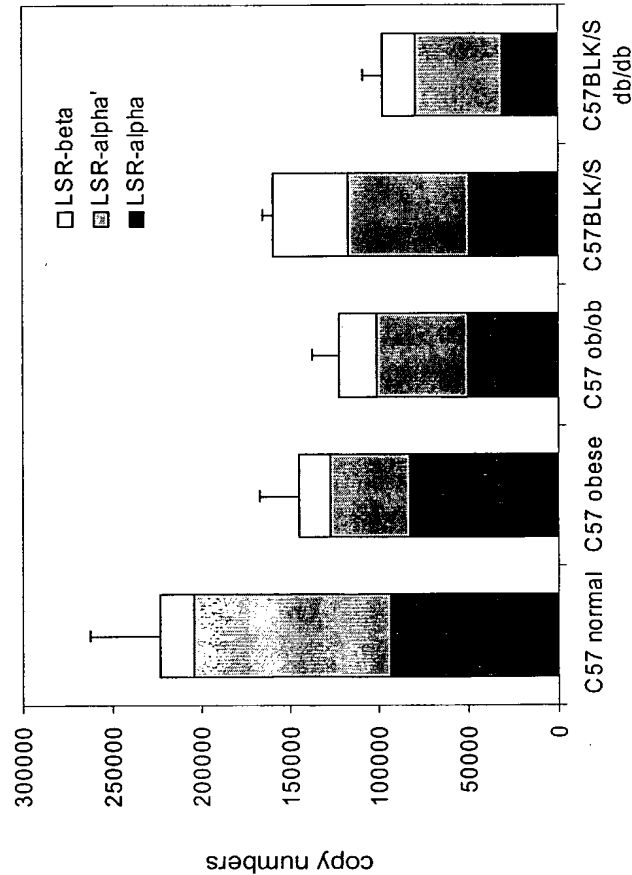 LSR-beta
LSR-alpha'
LSR-alpha
300000
250000
200000
150000
100000
50000
0
copy numbers
C57 normal
C57 obese
C57 ob/ob
C57BLK/S
C57BLK/S
db/db